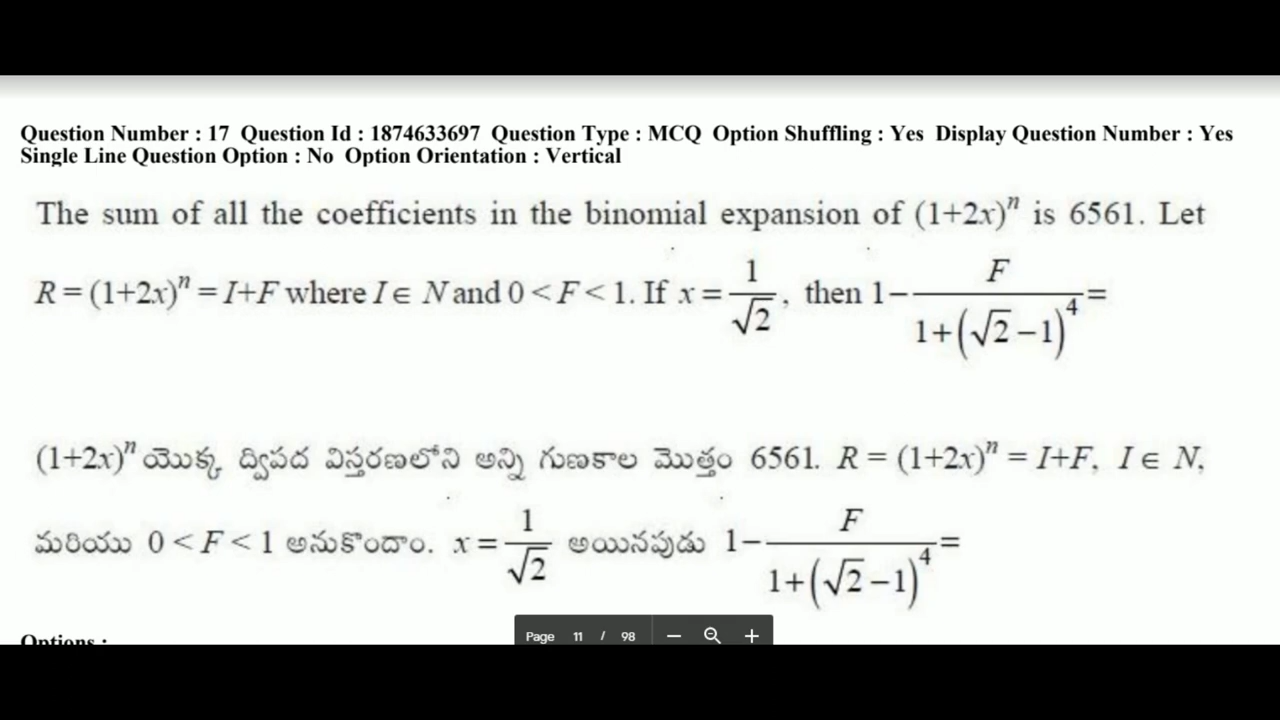 Question Number : 17 Question Id : 1874633697 Question Type : MCQ Option Shuffling : Yes Display Question Number : Yes
Single Line Question Option : No Option Orientation : Vertical
The sum of all the coefficients in the binomial expansion of (1+2x)ⁿ is 6561. Let
R = (1+2x)ⁿ = I+F where I ∈ N and 0 < F < 1. If x = 1/√2, then 1 − F/(1+(√2−1)⁴) =
(1+2x)ⁿ యొక్క ద్విపద విస్తరణలోని అన్ని గుణకాల మొత్తం 6561. R = (1+2x)ⁿ = I+F, I ∈ N,
మరియు 0 < F < 1 అనుకొందాం. x = 1/√2 అయినపుడు 1 − F/(1+(√2−1)⁴) =
Options :
Page 11 / 98 − +